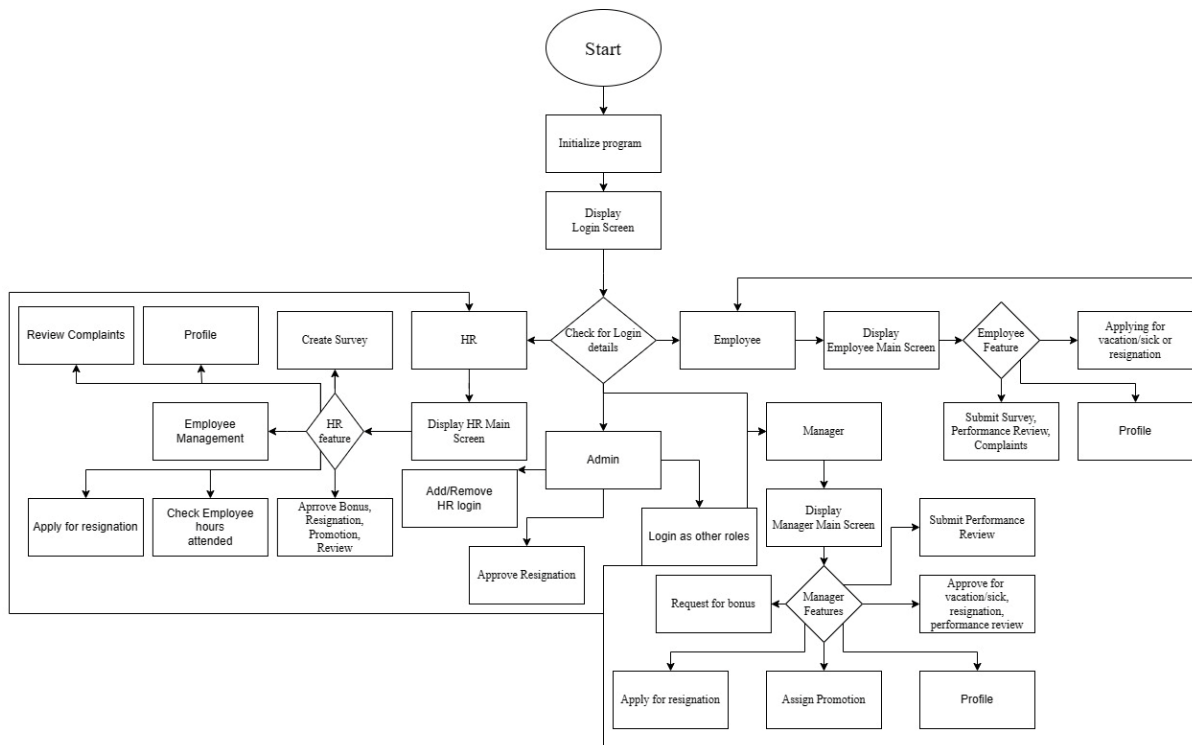 Start
Initialize program
Display
Login Screen
Check for Login
details
HR
Employee
Display
Employee Main Screen
Employee
Feature
Applying for
vacation/sick or
resignation
Submit Survey,
Performance Review,
Complaints
Profile
Review Complaints
Profile
Create Survey
Employee
Management
HR
feature
Display HR Main
Screen
Apply for resignation
Check Employee
hours
attended
Aprrove Bonus,
Resignation,
Promotion,
Review
Admin
Add/Remove
HR login
Approve Resignation
Login as other roles
Manager
Display
Manager Main Screen
Submit Performance
Review
Request for bonus
Manager
Features
Approve for
vacation/sick,
resignation,
performance review
Apply for resignation
Assign Promotion
Profile